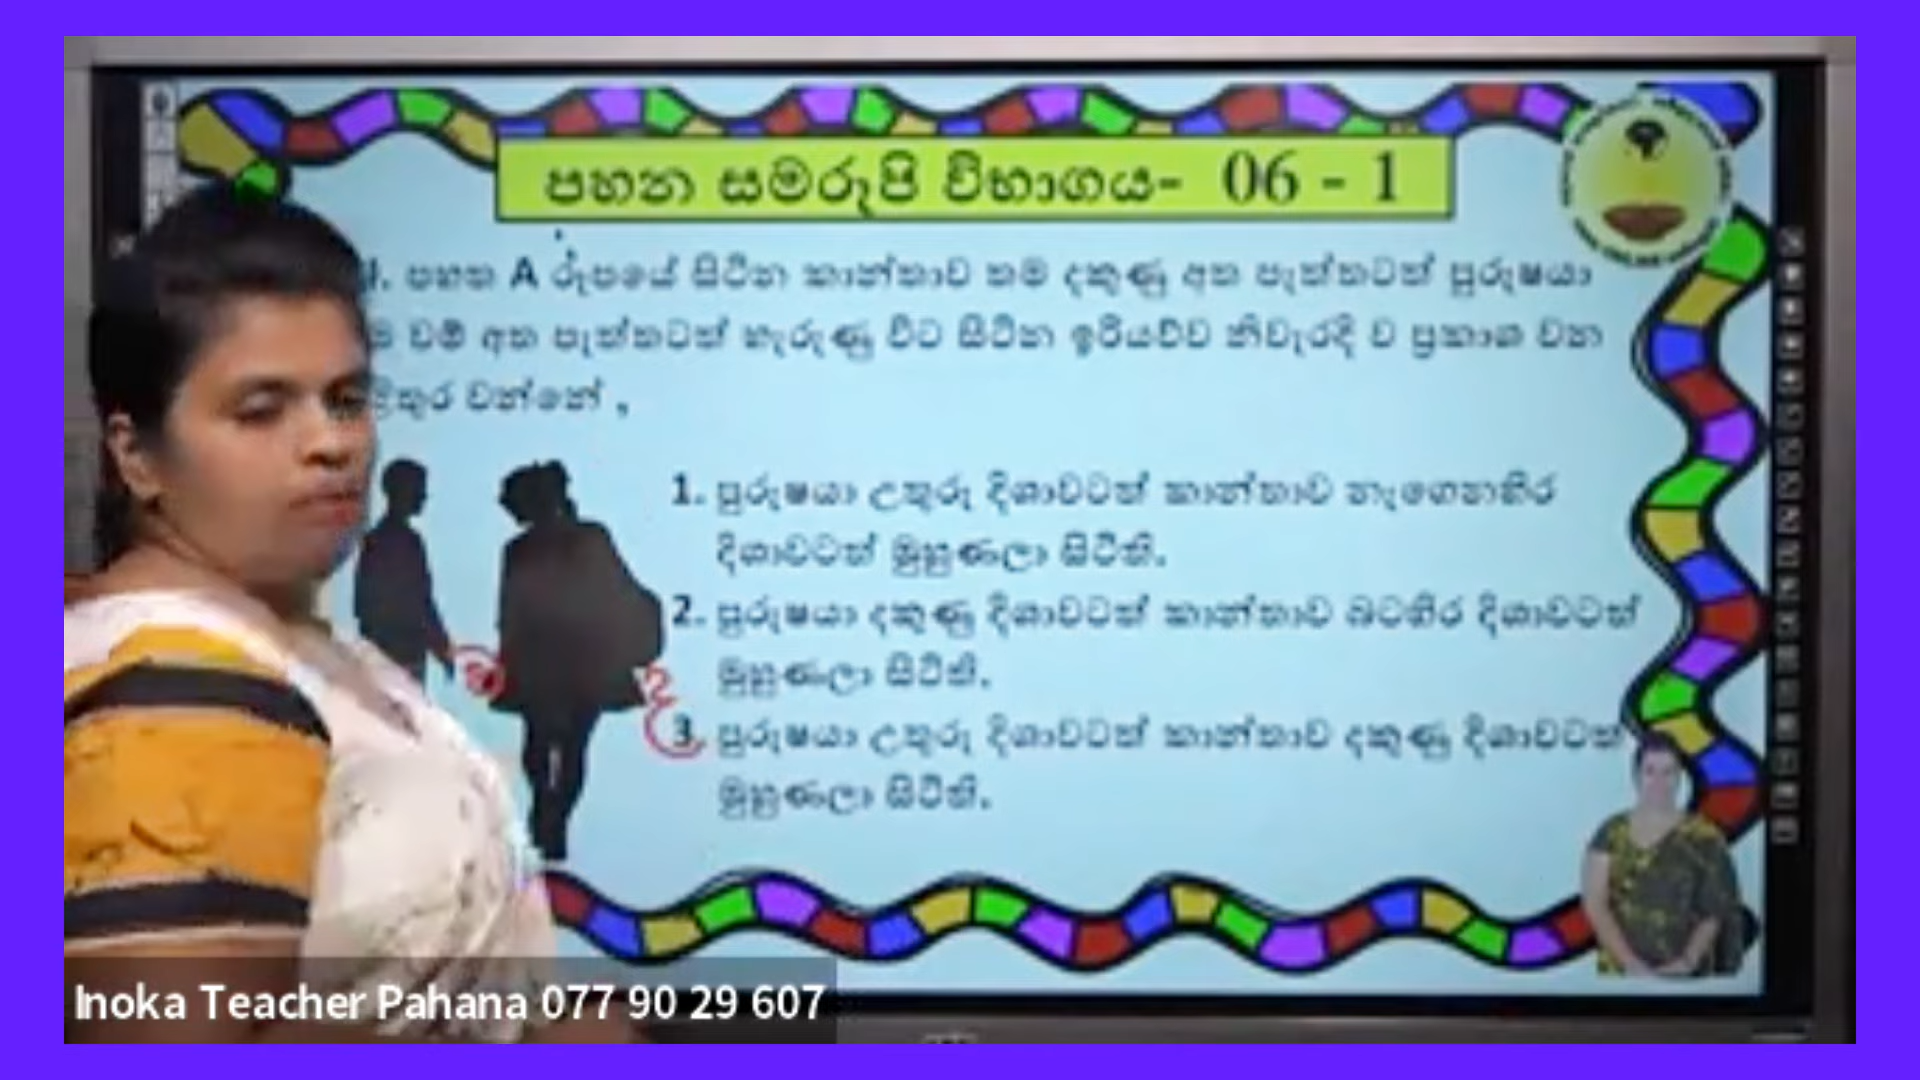 පහන සමරූපි විභාගය- 06 - 1
පහත A රූපයේ සිටින කාන්තාව තම දකුණු අත පැත්තටත් පුරුෂයා
වම් අත පැත්තටත් හැරුණු විට සිටින ඉරියව්ව නිවැරදි ව ප්‍රකාශ වන
වන්නේ ,
1. පුරුෂයා උතුරු දිශාවටත් කාන්තාව නැගෙනහිර
දිශාවටත් මුහුණලා සිටිති.
2. පුරුෂයා දකුණු දිශාවටත් කාන්තාව බටහිර දිශාවටත්
මුහුණලා සිටිති.
3. පුරුෂයා උතුරු දිශාවටත් කාන්තාව දකුණු දිශාවටත්
මුහුණලා සිටිති.
Inoka Teacher Pahana 077 90 29 607